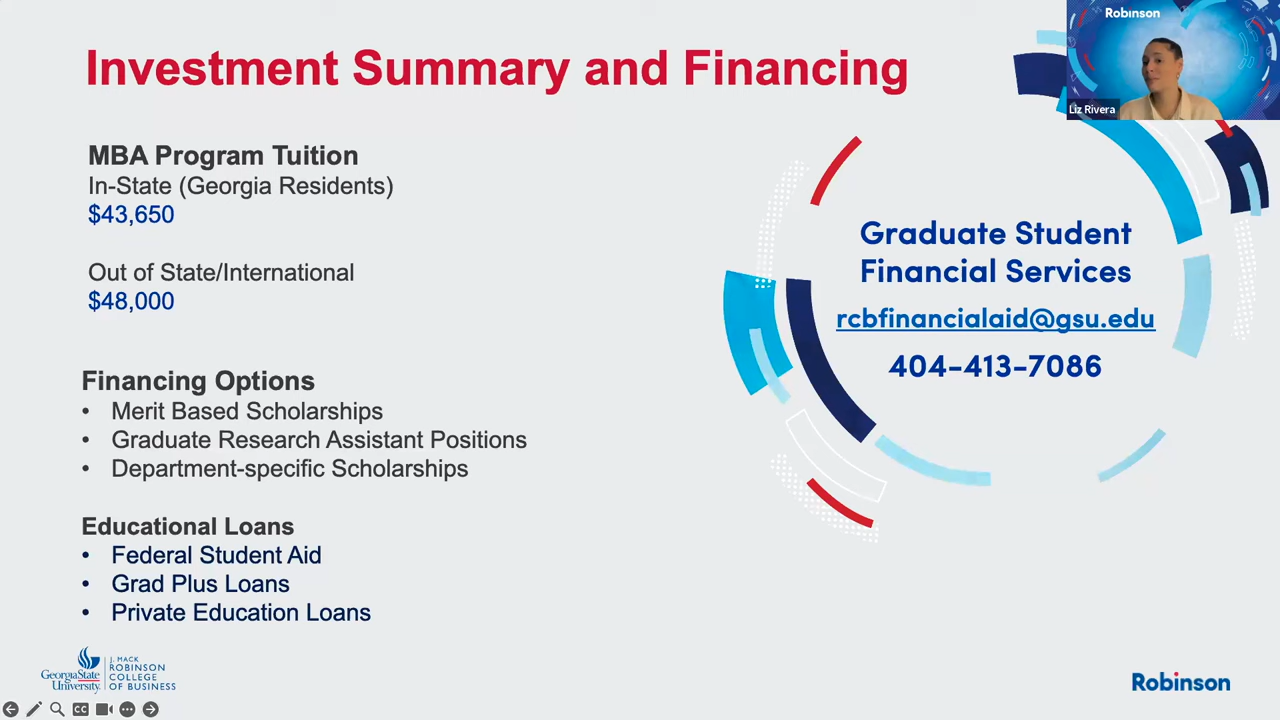 Investment Summary and Financing
MBA Program Tuition
In-State (Georgia Residents)
$43,650
Out of State/International
$48,000
Financing Options
• Merit Based Scholarships
• Graduate Research Assistant Positions
• Department-specific Scholarships
Educational Loans
• Federal Student Aid
• Grad Plus Loans
• Private Education Loans
Graduate Student
Financial Services
rcbfinancialaid@gsu.edu
404-413-7086
Robinson
Liz Rivera
GeorgiaState
University.
J. MACK
ROBINSON
COLLEGE
OF BUSINESS
CC
Robinson